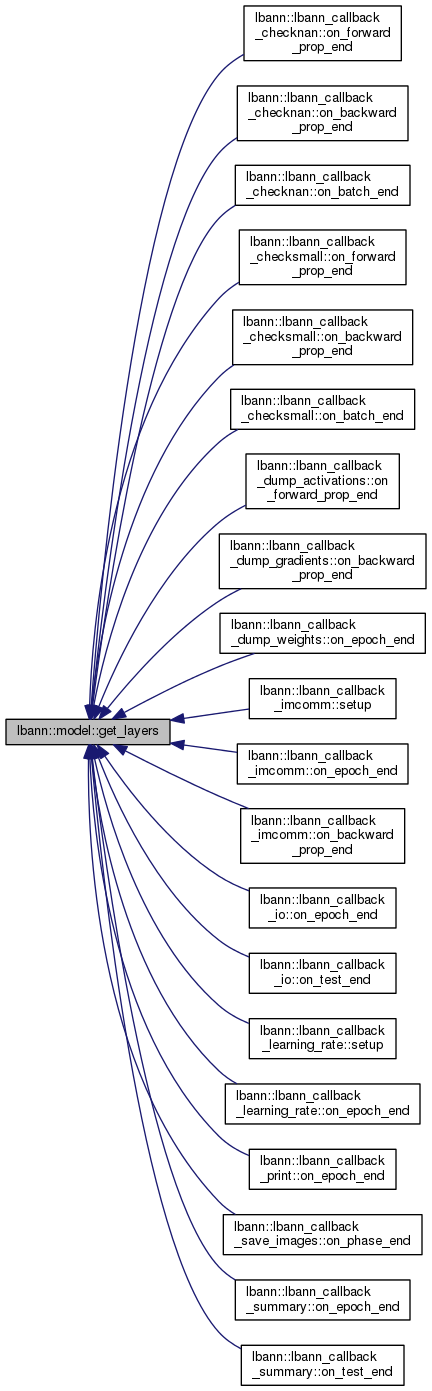 lbann::lbann_callback
_checknan::on_forward
_prop_end
lbann::lbann_callback
_checknan::on_backward
_prop_end
lbann::lbann_callback
_checknan::on_batch_end
lbann::lbann_callback
_checksmall::on_forward
_prop_end
lbann::lbann_callback
_checksmall::on_backward
_prop_end
lbann::lbann_callback
_checksmall::on_batch_end
lbann::lbann_callback
_dump_activations::on
_forward_prop_end
lbann::lbann_callback
_dump_gradients::on_backward
_prop_end
lbann::lbann_callback
_dump_weights::on_epoch_end
lbann::lbann_callback
_imcomm::setup
lbann::model::get_layers
lbann::lbann_callback
_imcomm::on_epoch_end
lbann::lbann_callback
_imcomm::on_backward
_prop_end
lbann::lbann_callback
_io::on_epoch_end
lbann::lbann_callback
_io::on_test_end
lbann::lbann_callback
_learning_rate::setup
lbann::lbann_callback
_learning_rate::on_epoch_end
lbann::lbann_callback
_print::on_epoch_end
lbann::lbann_callback
_save_images::on_phase_end
lbann::lbann_callback
_summary::on_epoch_end
lbann::lbann_callback
_summary::on_test_end